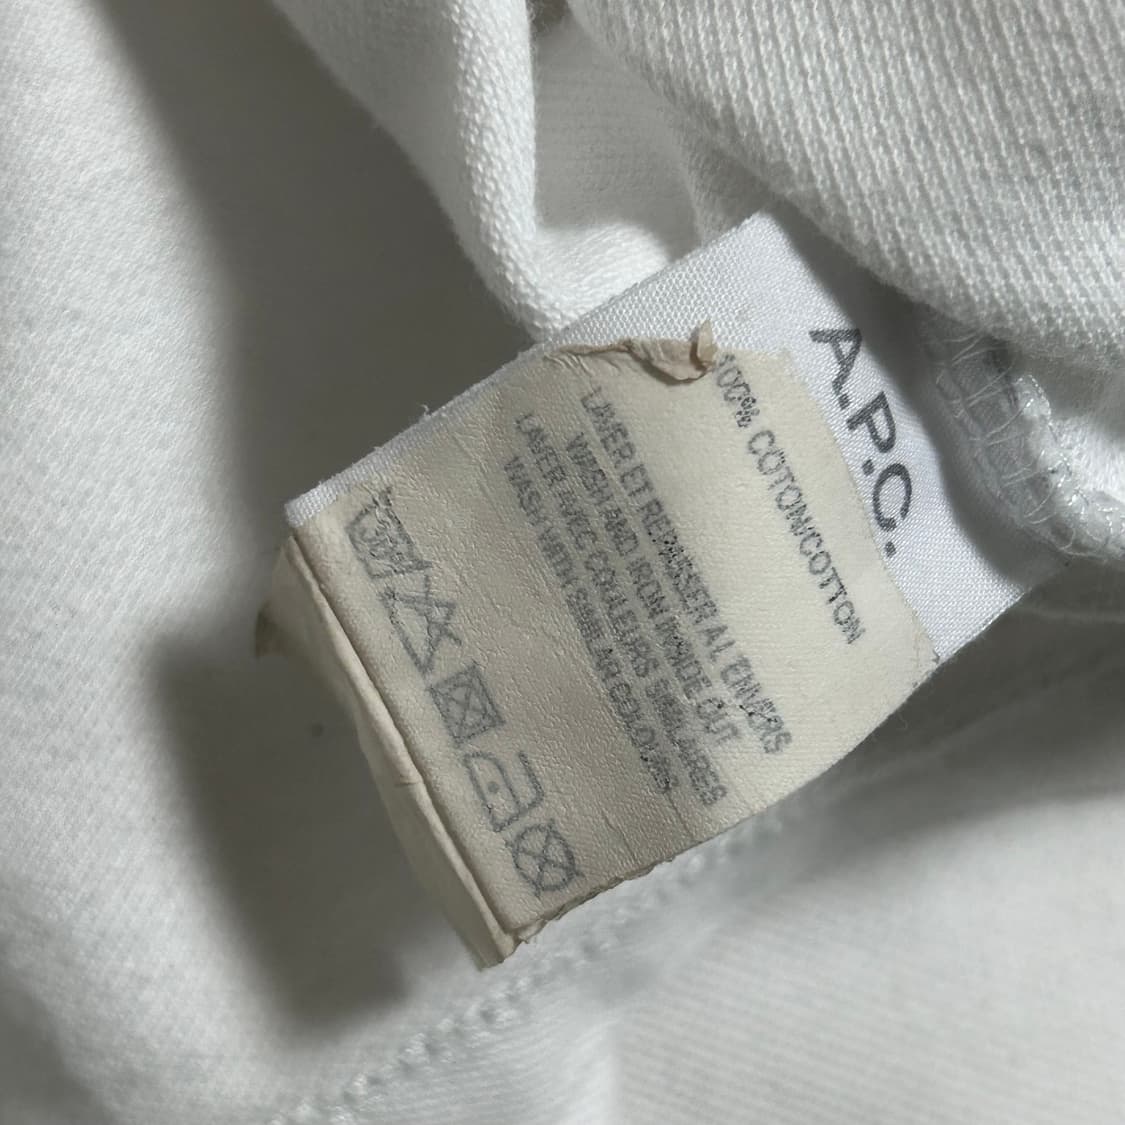 A.P.C.
100% COTON/COTTON
LAVER ET REPASSER A L'ENVERS
WASH AND IRON INSIDE OUT
LAVER AVEC COULEURS SIMILAIRES
WASH WITH SIMILAR COLOURS